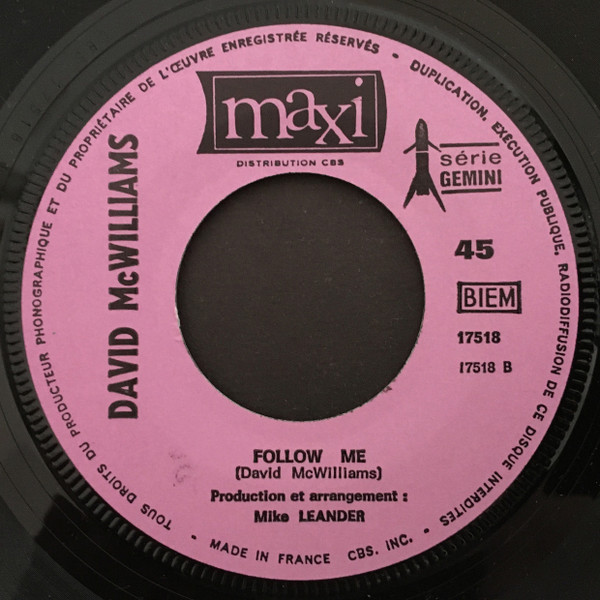 TOUS DROITS DU PRODUCTEUR PHONOGRAPHIQUE ET DU PROPRIÉTAIRE DE L'ŒUVRE ENREGISTRÉE RÉSERVÉS - DUPLICATION, EXÉCUTION PUBLIQUE, RADIODIFFUSION DE CE DISQUE INTERDITES -
maxi
DISTRIBUTION CBS
série
GEMINI
DAVID McWILLIAMS
45
BIEM
17518
17518 B
FOLLOW ME
(David McWilliams)
Production et arrangement :
Mike LEANDER
- MADE IN FRANCE CBS. INC. -